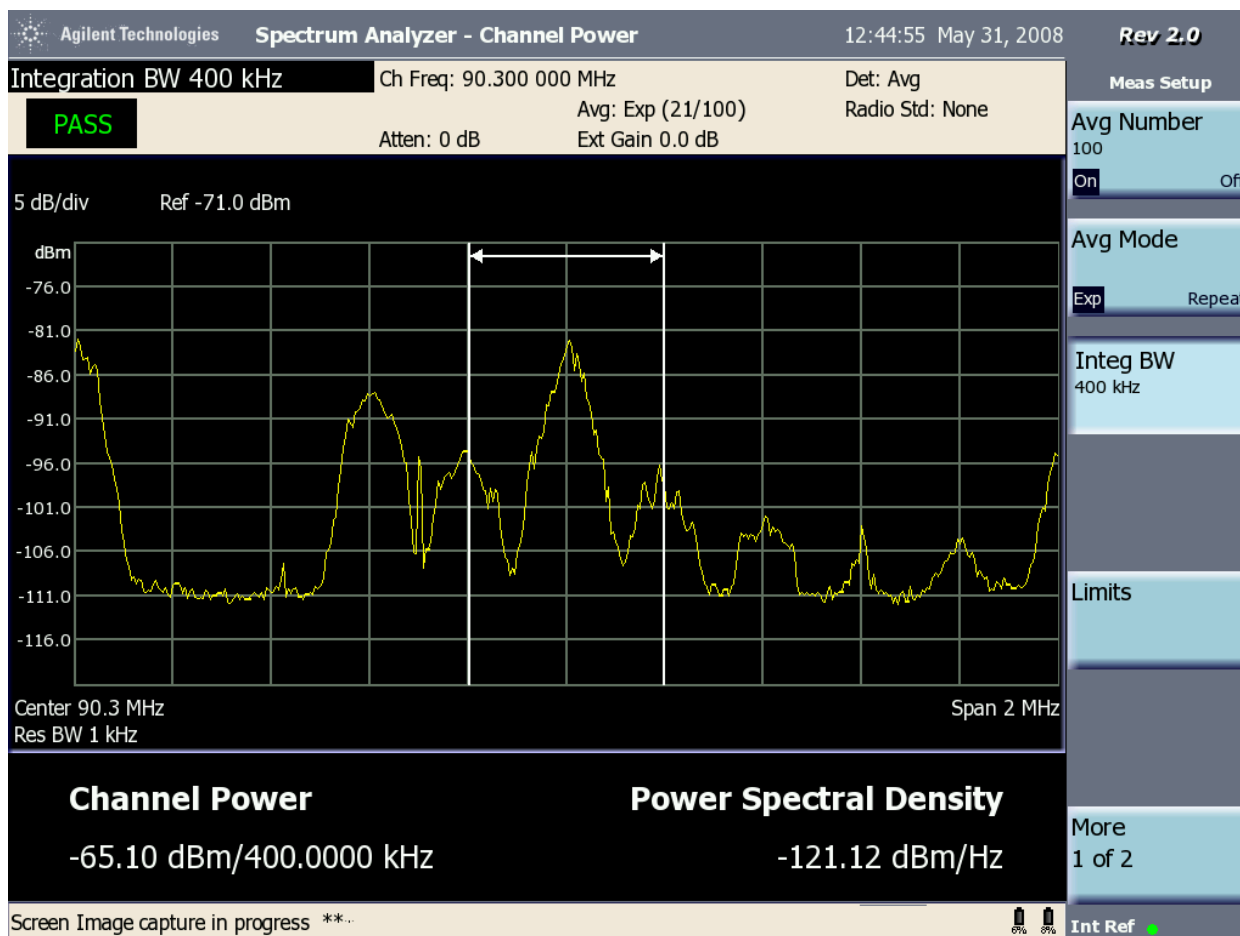 Agilent Technologies Spectrum Analyzer - Channel Power 12:44:55 May 31, 2008 Rev 2.0
Integration BW 400 kHz Ch Freq: 90.300 000 MHz Det: Avg
PASS Avg: Exp (21/100) Radio Std: None
Atten: 0 dB Ext Gain 0.0 dB
5 dB/div Ref -71.0 dBm
dBm
-76.0
-81.0
-86.0
-91.0
-96.0
-101.0
-106.0
-111.0
-116.0
Center 90.3 MHz Span 2 MHz
Res BW 1 kHz
Channel Power Power Spectral Density
-65.10 dBm/400.0000 kHz -121.12 dBm/Hz
Screen Image capture in progress **..
Meas Setup
Avg Number
100
On Off
Avg Mode
Exp Repeat
Integ BW
400 kHz
Limits
More
1 of 2
Int Ref